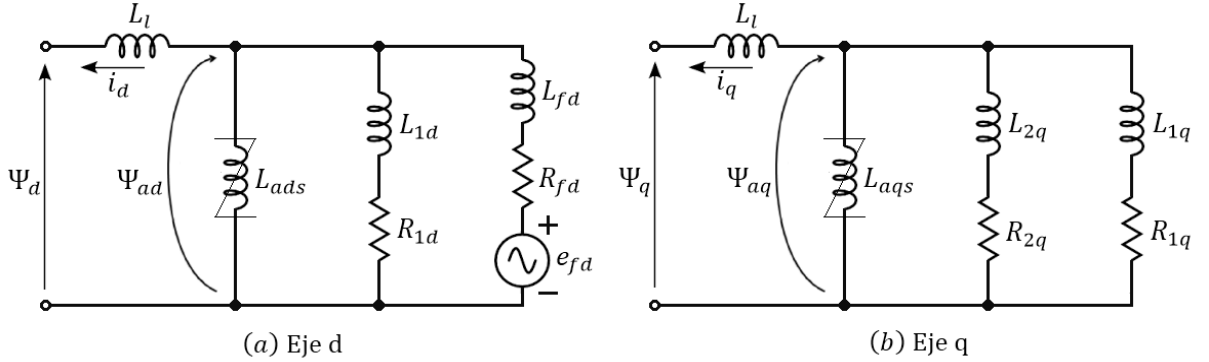 L_l
i_d
Ψ_d
Ψ_ad
L_ads
L_1d
R_1d
L_fd
R_fd
+
e_fd
−
(a) Eje d
L_l
i_q
Ψ_q
Ψ_aq
L_aqs
L_2q
R_2q
L_1q
R_1q
(b) Eje q